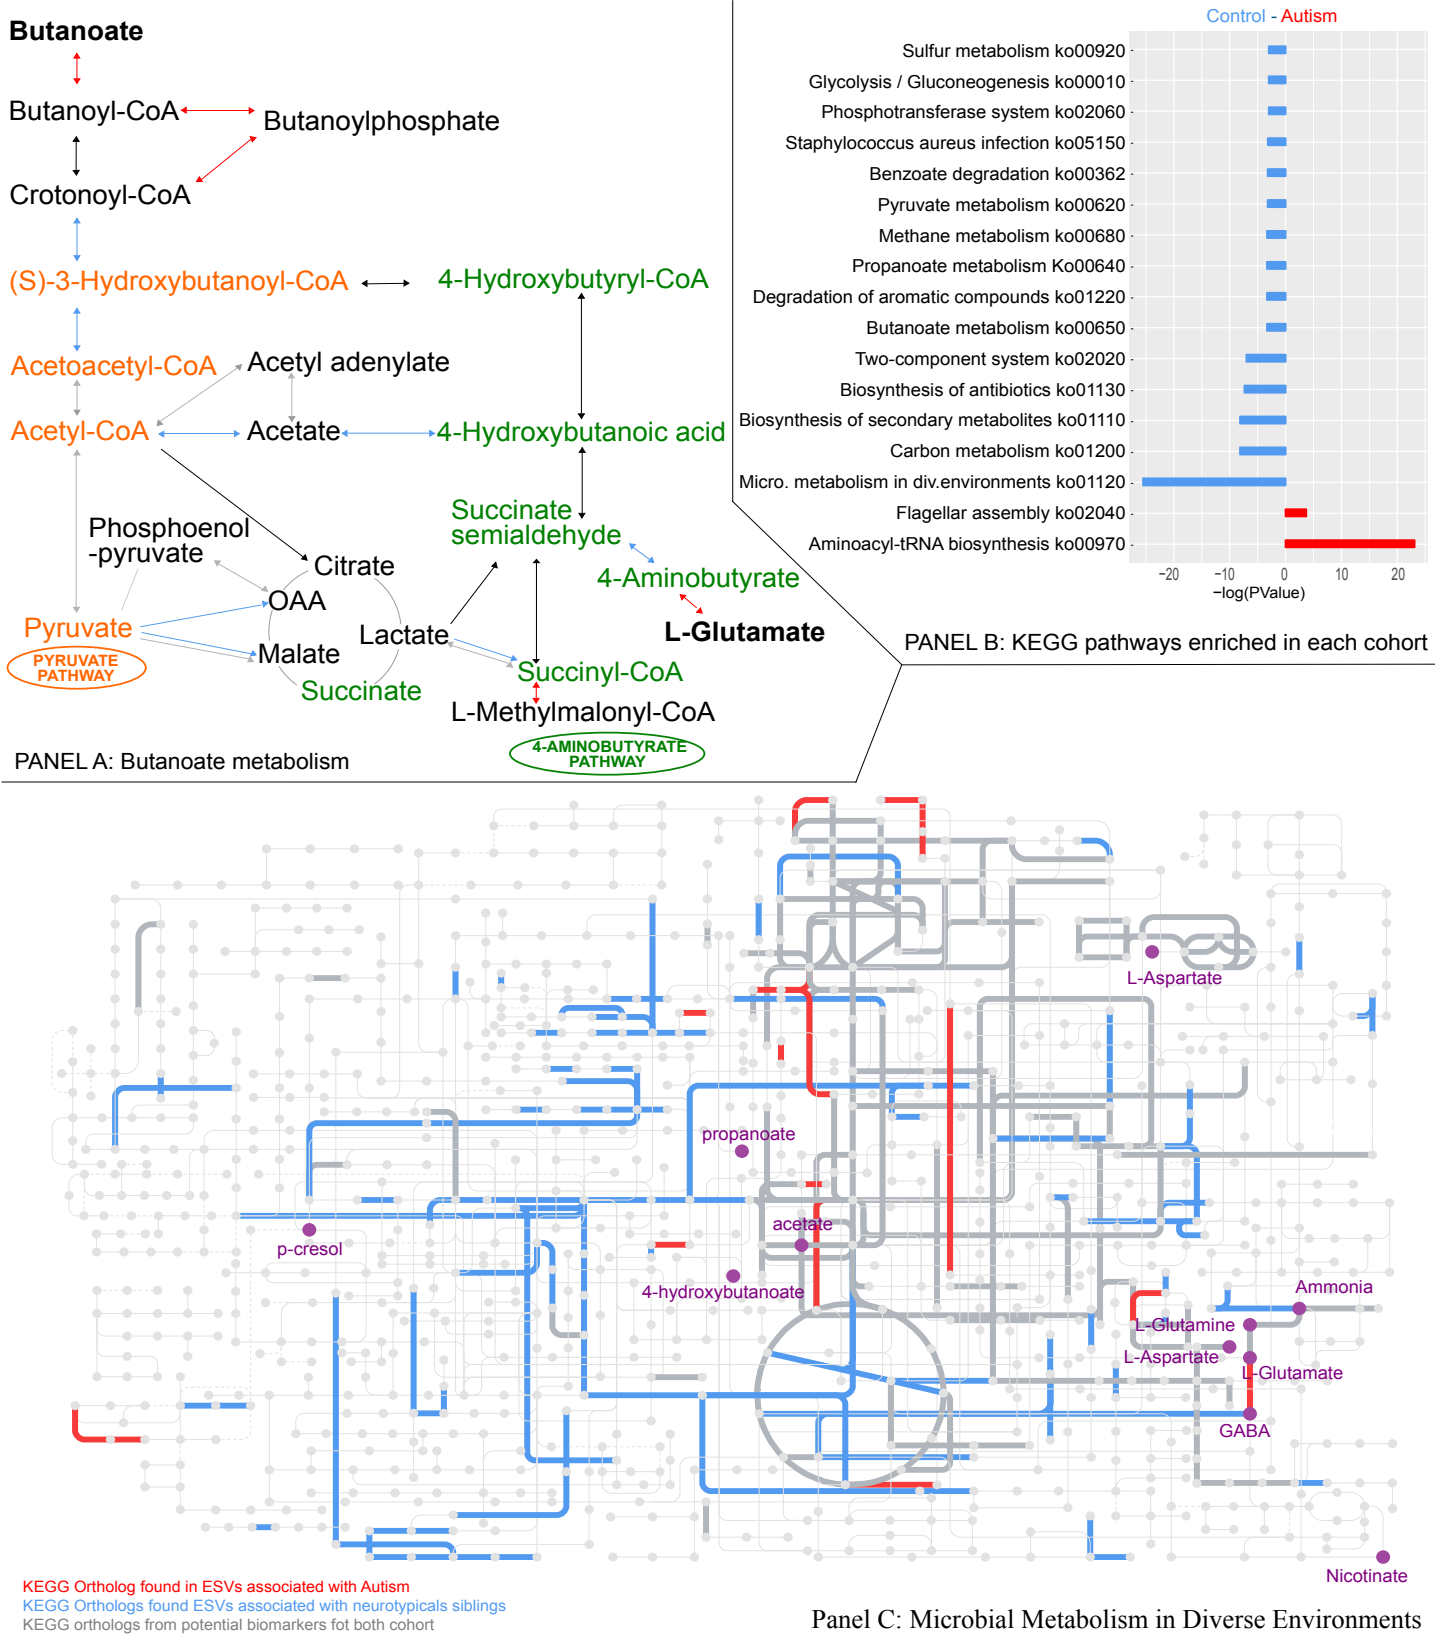 Butanoate
Butanoyl-CoA
Butanoylphosphate
Crotonoyl-CoA
(S)-3-Hydroxybutanoyl-CoA
4-Hydroxybutyryl-CoA
Acetoacetyl-CoA
Acetyl adenylate
Acetyl-CoA
Acetate
4-Hydroxybutanoic acid
Succinate
semialdehyde
Phosphoenol
-pyruvate
Citrate
4-Aminobutyrate
OAA
Pyruvate
Lactate
L-Glutamate
Malate
PYRUVATE
PATHWAY
Succinyl-CoA
Succinate
L-Methylmalonyl-CoA
4-AMINOBUTYRATE
PATHWAY
PANEL A: Butanoate metabolism
Control - Autism
Sulfur metabolism ko00920
Glycolysis / Gluconeogenesis ko00010
Phosphotransferase system ko02060
Staphylococcus aureus infection ko05150
Benzoate degradation ko00362
Pyruvate metabolism ko00620
Methane metabolism ko00680
Propanoate metabolism Ko00640
Degradation of aromatic compounds ko01220
Butanoate metabolism ko00650
Two-component system ko02020
Biosynthesis of antibiotics ko01130
Biosynthesis of secondary metabolites ko01110
Carbon metabolism ko01200
Micro. metabolism in div.environments ko01120
Flagellar assembly ko02040
Aminoacyl-tRNA biosynthesis ko00970
−20 −10 0 10 20
−log(PValue)
PANEL B: KEGG pathways enriched in each cohort
L-Aspartate
propanoate
acetate
p-cresol
4-hydroxybutanoate
Ammonia
L-Glutamine
L-Aspartate
L-Glutamate
GABA
Nicotinate
KEGG Ortholog found in ESVs associated with Autism
KEGG Orthologs found ESVs associated with neurotypicals siblings
KEGG orthologs from potential biomarkers fot both cohort
Panel C: Microbial Metabolism in Diverse Environments